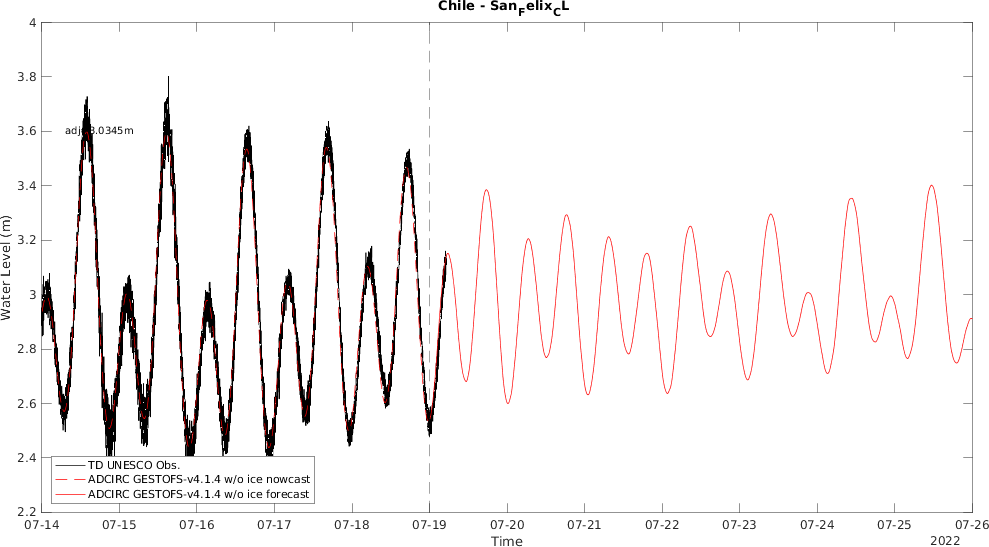 Chile - San_Felix_CL
4
3.8
3.6
3.4
3.2
3
2.8
2.6
2.4
2.2
Water Level (m)
TD UNESCO Obs.
ADCIRC GESTOFS-v4.1.4 w/o ice nowcast
ADCIRC GESTOFS-v4.1.4 w/o ice forecast
07-14 07-15 07-16 07-17 07-18 07-19 07-20 07-21 07-22 07-23 07-24 07-25 07-26
Time
2022